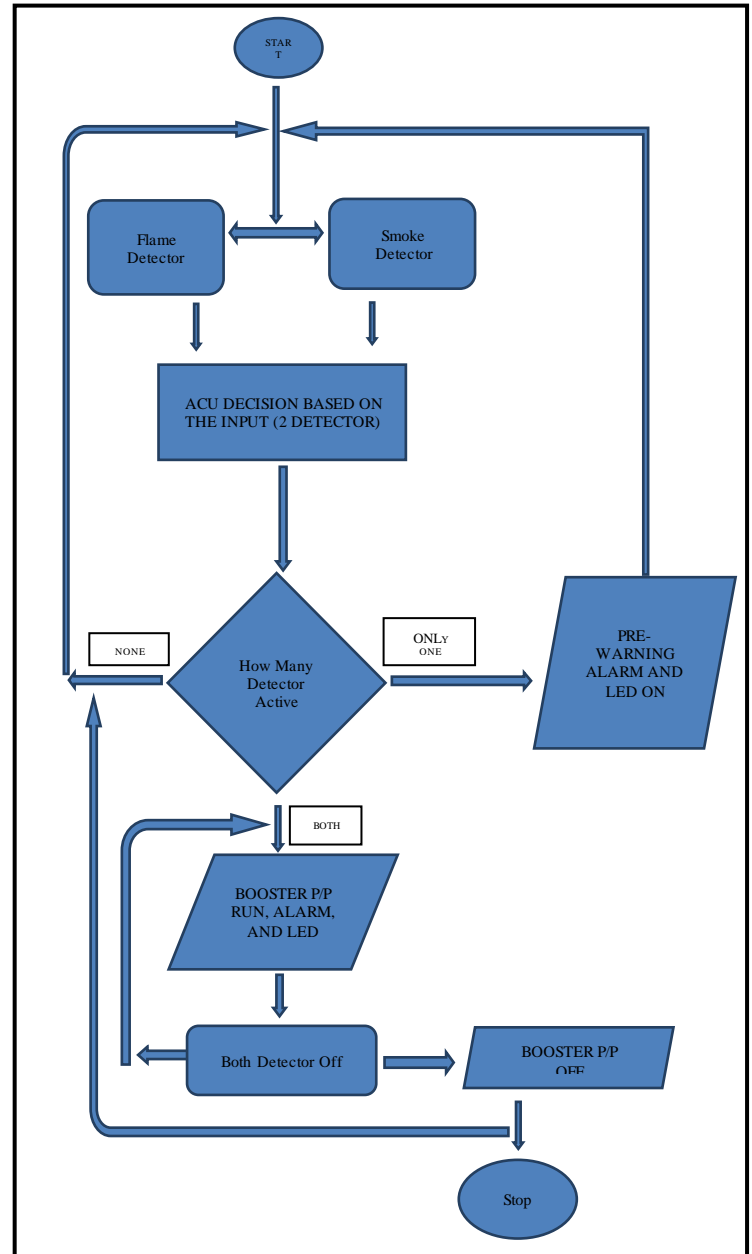 STAR
T
Flame
Detector
Smoke
Detector
ACU DECISION BASED ON
THE INPUT (2 DETECTOR)
NONE
How Many
Detector
Active
ONLY
ONE
PRE-
WARNING
ALARM AND
LED ON
BOTH
BOOSTER P/P
RUN, ALARM,
AND LED
Both Detector Off
BOOSTER P/P
OFF
Stop